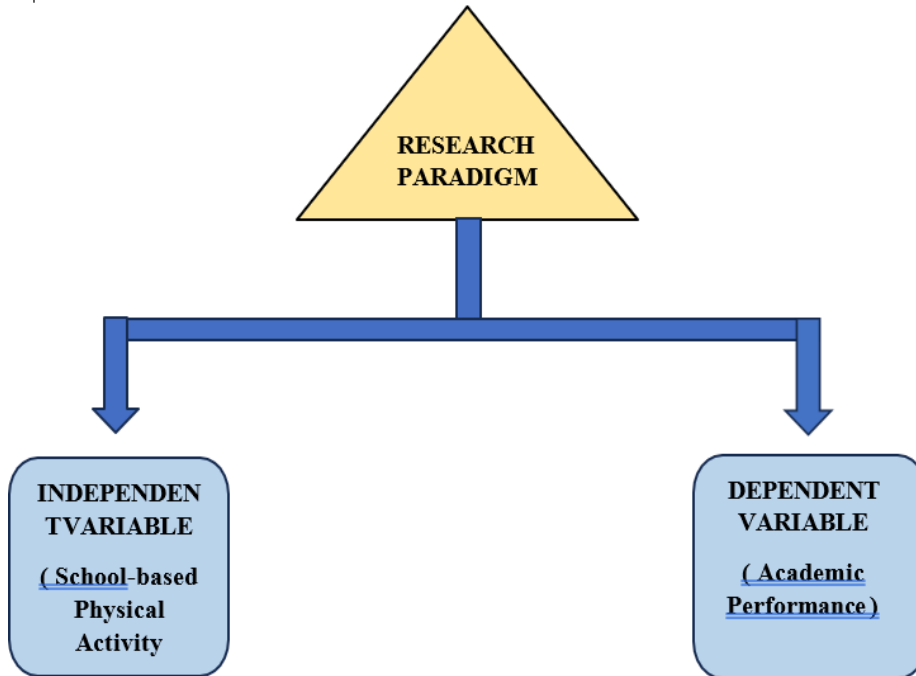 RESEARCH
PARADIGM
INDEPENDEN
TVARIABLE
( School-based
Physical
Activity
DEPENDENT
VARIABLE
( Academic
Performance )